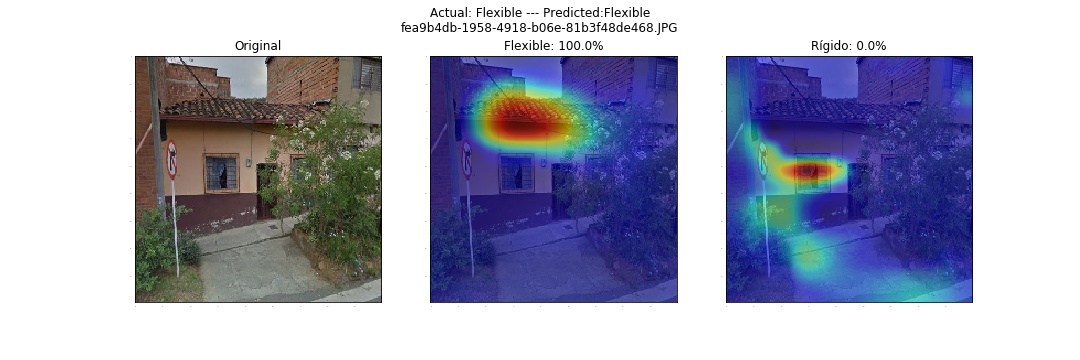 Actual: Flexible --- Predicted:Flexible
fea9b4db-1958-4918-b06e-81b3f48de468.JPG
Original
Flexible: 100.0%
Rígido: 0.0%